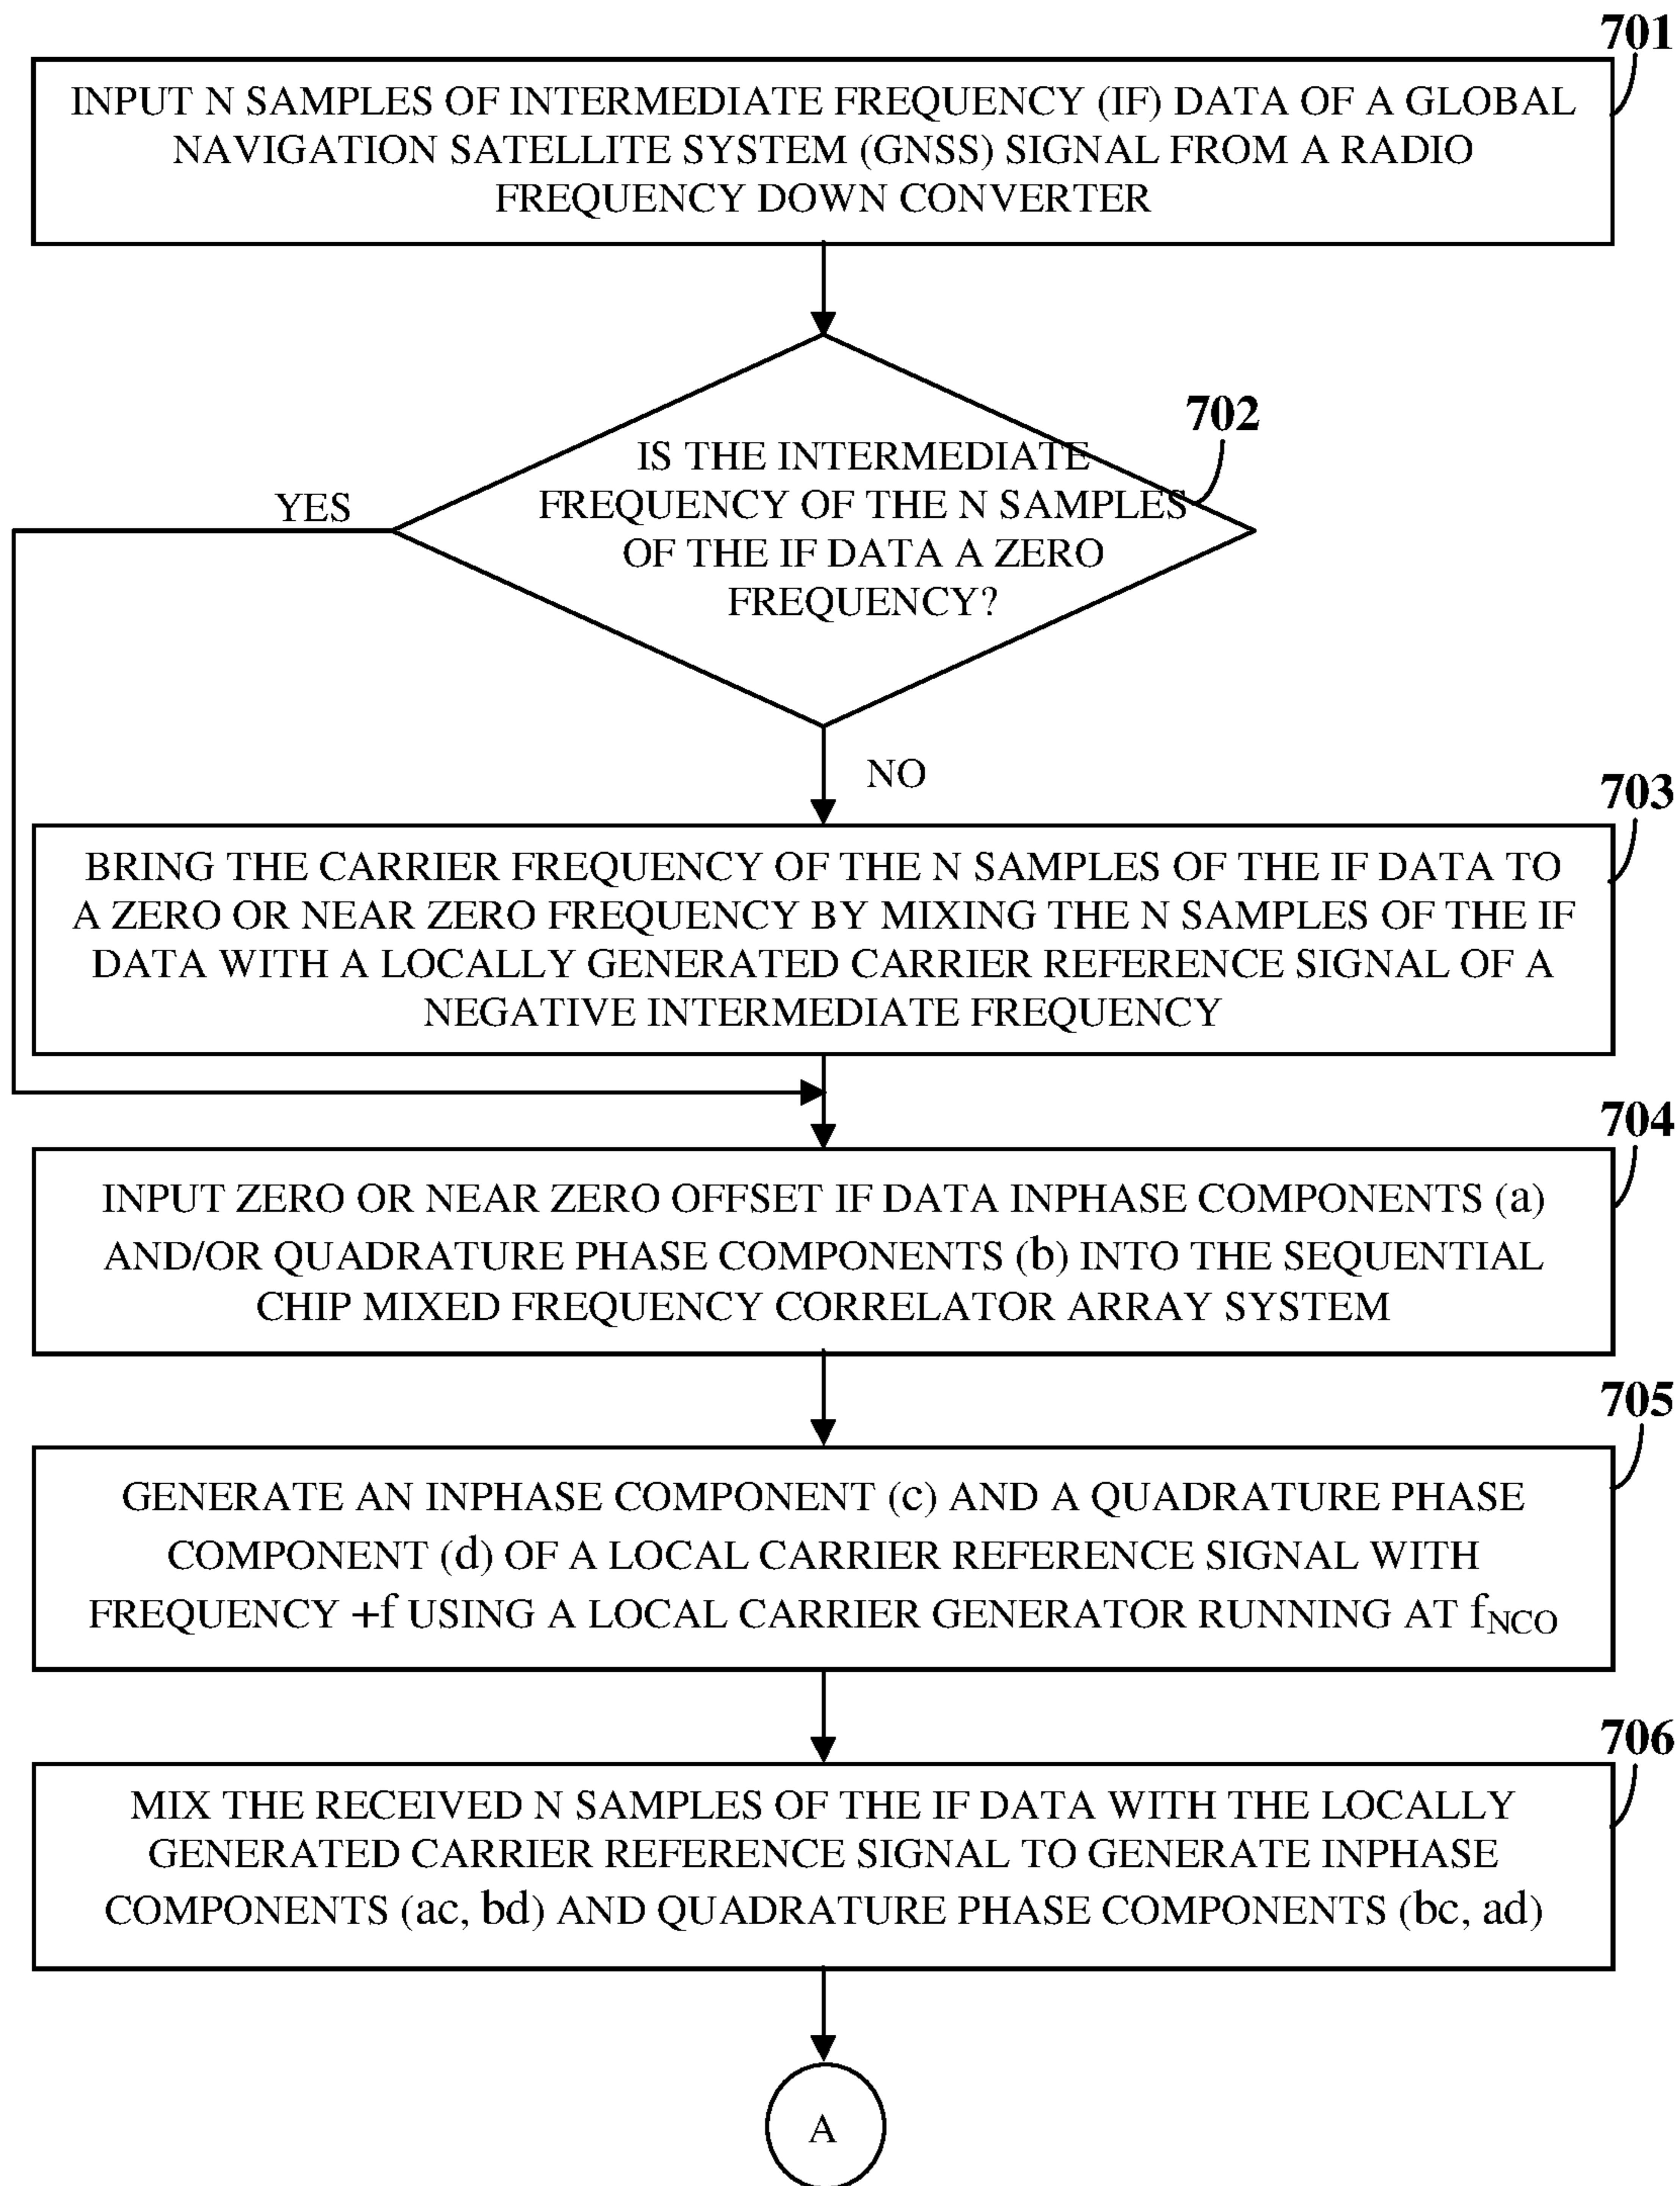 701
INPUT N SAMPLES OF INTERMEDIATE FREQUENCY (IF) DATA OF A GLOBAL
NAVIGATION SATELLITE SYSTEM (GNSS) SIGNAL FROM A RADIO
FREQUENCY DOWN CONVERTER
702
IS THE INTERMEDIATE
FREQUENCY OF THE N SAMPLES
OF THE IF DATA A ZERO
FREQUENCY?
YES
NO
703
BRING THE CARRIER FREQUENCY OF THE N SAMPLES OF THE IF DATA TO
A ZERO OR NEAR ZERO FREQUENCY BY MIXING THE N SAMPLES OF THE IF
DATA WITH A LOCALLY GENERATED CARRIER REFERENCE SIGNAL OF A
NEGATIVE INTERMEDIATE FREQUENCY
704
INPUT ZERO OR NEAR ZERO OFFSET IF DATA INPHASE COMPONENTS (a)
AND/OR QUADRATURE PHASE COMPONENTS (b) INTO THE SEQUENTIAL
CHIP MIXED FREQUENCY CORRELATOR ARRAY SYSTEM
705
GENERATE AN INPHASE COMPONENT (c) AND A QUADRATURE PHASE
COMPONENT (d) OF A LOCAL CARRIER REFERENCE SIGNAL WITH
FREQUENCY +f USING A LOCAL CARRIER GENERATOR RUNNING AT fNCO
706
MIX THE RECEIVED N SAMPLES OF THE IF DATA WITH THE LOCALLY
GENERATED CARRIER REFERENCE SIGNAL TO GENERATE INPHASE
COMPONENTS (ac, bd) AND QUADRATURE PHASE COMPONENTS (bc, ad)
A